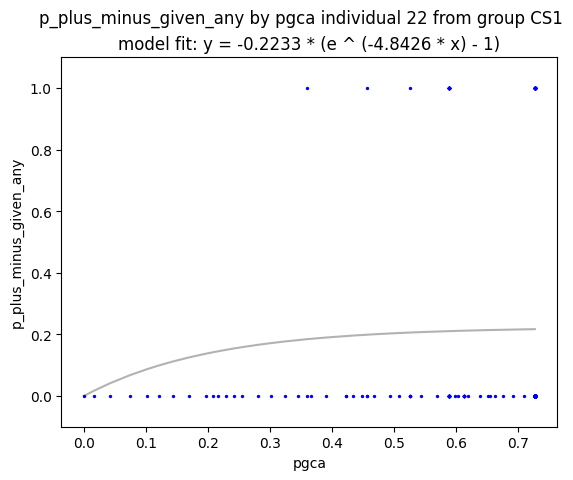 p_plus_minus_given_any by pgca individual 22 from group CS1
model fit: y = -0.2233 * (e ^ (-4.8426 * x) - 1)
1.0
0.8
0.6
0.4
0.2
0.0
p_plus_minus_given_any
0.0 0.1 0.2 0.3 0.4 0.5 0.6 0.7
pgca